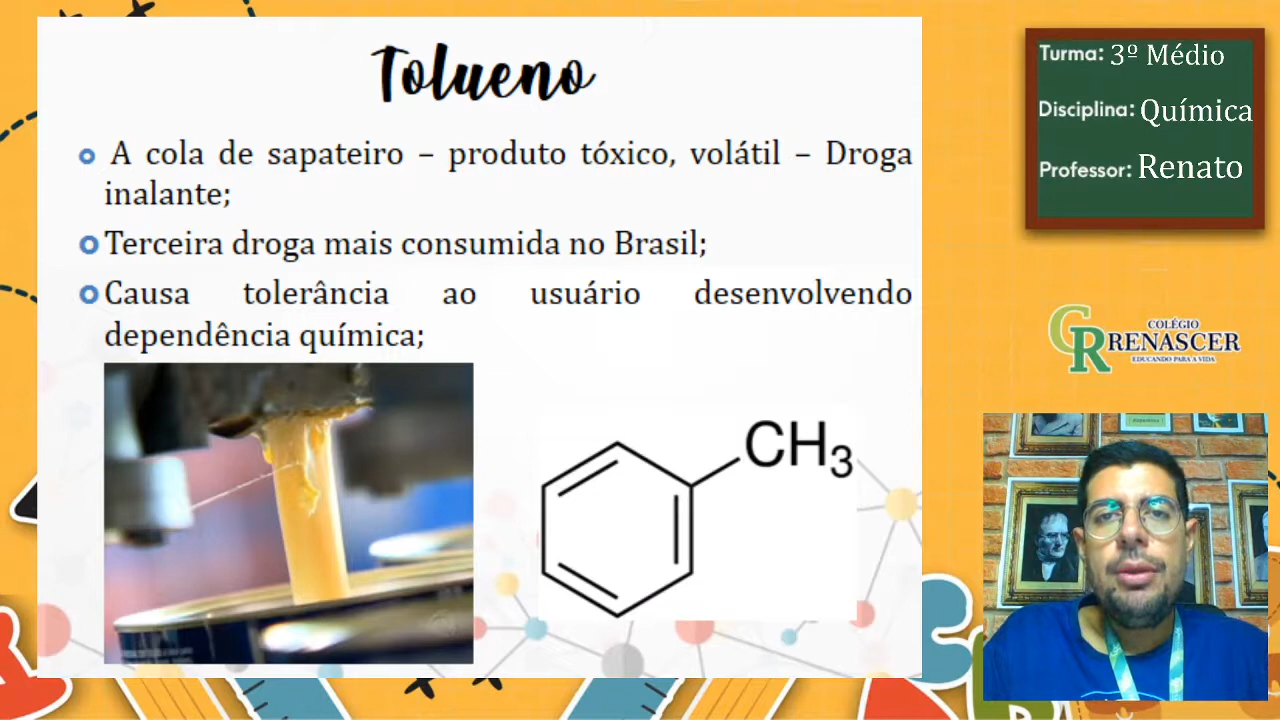 Tolueno
A cola de sapateiro – produto tóxico, volátil – Droga
inalante;
Terceira droga mais consumida no Brasil;
Causa tolerância ao usuário desenvolvendo
dependência química;
CH3
Turma: 3º Médio
Disciplina: Química
Professor: Renato
CR
COLÉGIO
RENASCER
EDUCANDO PARA A VIDA